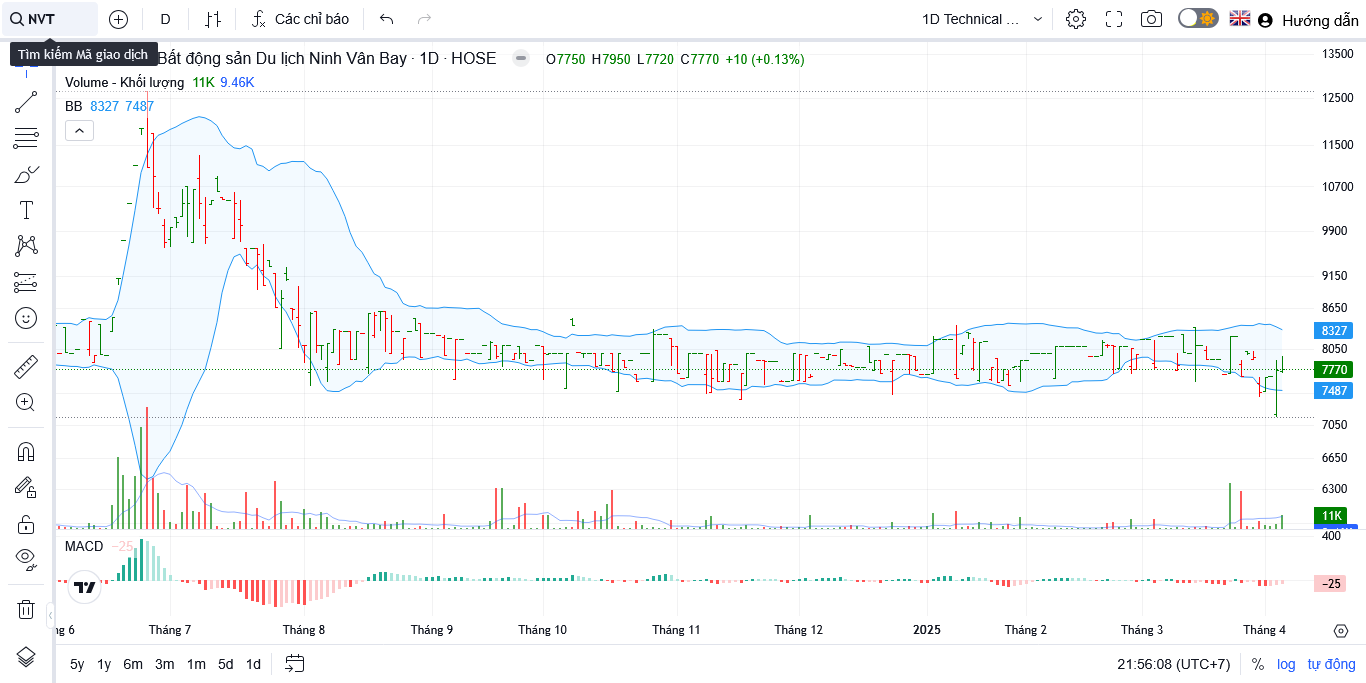 NVT D Các chỉ báo 1D Technical ... Hướng dẫn
Tìm kiếm Mã giao dịch
Bất động sản Du lịch Ninh Vân Bay · 1D · HOSE O7750 H7950 L7720 C7770 +10 (+0.13%)
Volume - Khối lượng 11K 9.46K
BB 8327 7487
13500
12500
11500
10700
9900
9150
8650
8327
8050
7770
7487
7050
6650
6300
11K
400
MACD −25
−25
ng 6 Tháng 7 Tháng 8 Tháng 9 Tháng 10 Tháng 11 Tháng 12 2025 Tháng 2 Tháng 3 Tháng 4
5y 1y 6m 3m 1m 5d 1d 21:56:08 (UTC+7) % log tự động